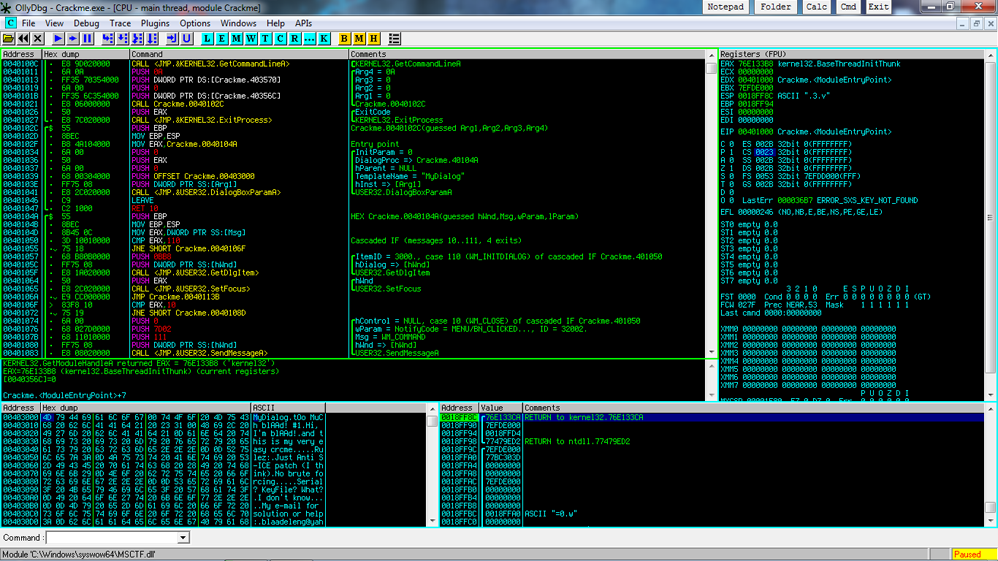 OllyDbg - Crackme.exe - [CPU - main thread, module Crackme]
Notepad Folder Calc Cmd Exit
C File View Debug Trace Plugins Options Windows Help APIs
L E M W T C R ... K B M H
Address Hex dump Command Comments
0040100C E8 9D020000 CALL <JMP.&KERNEL32.GetCommandLineA> KERNEL32.GetCommandLineA
00401011 6A 0A PUSH 0A Arg4 = 0A
00401013 FF35 70354000 PUSH DWORD PTR DS:[Crackme.403570] Arg3 = 0
00401019 6A 00 PUSH 0 Arg2 = 0
0040101B FF35 6C354000 PUSH DWORD PTR DS:[Crackme.40356C] Arg1 = 0
00401021 E8 06000000 CALL Crackme.0040102C Crackme.0040102C
00401026 50 PUSH EAX ExitCode
00401027 E8 7C020000 CALL <JMP.&KERNEL32.ExitProcess> KERNEL32.ExitProcess
0040102C 55 PUSH EBP Crackme.0040102C(guessed Arg1,Arg2,Arg3,Arg4)
0040102D 8BEC MOV EBP,ESP
0040102F B8 4A104000 MOV EAX,Crackme.0040104A Entry point
00401034 6A 00 PUSH 0 InitParam = 0
00401036 50 PUSH EAX DialogProc => Crackme.40104A
00401037 6A 00 PUSH 0 hParent = NULL
00401039 68 00304000 PUSH OFFSET Crackme.00403000 TemplateName = "MyDialog"
0040103E FF75 08 PUSH DWORD PTR SS:[Arg1] hInst => [Arg1]
00401041 E8 2C020000 CALL <JMP.&USER32.DialogBoxParamA> USER32.DialogBoxParamA
00401046 C9 LEAVE
00401047 C2 1000 RET 10
0040104A 55 PUSH EBP HEX Crackme.0040104A(guessed hWnd,Msg,wParam,lParam)
0040104B 8BEC MOV EBP,ESP
0040104D 8B45 0C MOV EAX,DWORD PTR SS:[Msg]
00401050 3D 10010000 CMP EAX,110 Cascaded IF (messages 10..111, 4 exits)
00401055 75 18 JNE SHORT Crackme.0040106F
00401057 68 B80B0000 PUSH 0BB8 ItemID = 3000., case 110 (WM_INITDIALOG) of cascaded IF Crackme.401050
0040105C FF75 08 PUSH DWORD PTR SS:[hWnd] hDialog => [hWnd]
0040105F E8 1A020000 CALL <JMP.&USER32.GetDlgItem> USER32.GetDlgItem
00401064 50 PUSH EAX hWnd
00401065 E8 2C020000 CALL <JMP.&USER32.SetFocus> USER32.SetFocus
0040106A E9 CC000000 JMP Crackme.0040113B
0040106F 83F8 10 CMP EAX,10
00401072 75 19 JNE SHORT Crackme.0040108D
00401074 6A 00 PUSH 0 hControl = NULL, case 10 (WM_CLOSE) of cascaded IF Crackme.401050
00401076 68 027D0000 PUSH 7D02 wParam = NotifyCode = MENU/BN_CLICKED..., ID = 32002.
0040107B 68 11010000 PUSH 111 Msg = WM_COMMAND
00401080 FF75 08 PUSH DWORD PTR SS:[hWnd] hWnd => [hWnd]
00401083 E8 08020000 CALL <JMP.&USER32.SendMessageA> USER32.SendMessageA
KERNEL32.GetModuleHandleA returned EAX = 76E133B8 ('kernel32')
EAX=76E133B8 (kernel32.BaseThreadInitThunk) (current registers)
[0040356C]=0
Crackme.<ModuleEntryPoint>+7
Registers (FPU)
EAX 76E133B8 kernel32.BaseThreadInitThunk
ECX 00000000
EDX 00401000 Crackme.<ModuleEntryPoint>
EBX 7EFDE000
ESP 0018FF8C ASCII ".3.v"
EBP 0018FF94
ESI 00000000
EDI 00000000
EIP 00401000 Crackme.<ModuleEntryPoint>
C 0 ES 002B 32bit 0(FFFFFFFF)
P 1 CS 0023 32bit 0(FFFFFFFF)
A 0 SS 002B 32bit 0(FFFFFFFF)
Z 1 DS 002B 32bit 0(FFFFFFFF)
S 0 FS 0053 32bit 7EFDD000(FFF)
T 0 GS 002B 32bit 0(FFFFFFFF)
D 0
O 0 LastErr 000036B7 ERROR_SXS_KEY_NOT_FOUND
EFL 00000246 (NO,NB,E,BE,NS,PE,GE,LE)
ST0 empty 0.0
ST1 empty 0.0
ST2 empty 0.0
ST3 empty 0.0
ST4 empty 0.0
ST5 empty 0.0
ST6 empty 0.0
ST7 empty 0.0
3 2 1 0 E S P U O Z D I
FST 0000 Cond 0 0 0 0 Err 0 0 0 0 0 0 0 0 (GT)
FCW 027F Prec NEAR,53 Mask 1 1 1 1 1 1
Last cmnd 0000:00000000
XMM0 00000000 00000000 00000000 00000000
XMM1 00000000 00000000 00000000 00000000
XMM2 00000000 00000000 00000000 00000000
XMM3 00000000 00000000 00000000 00000000
XMM4 00000000 00000000 00000000 00000000
XMM5 00000000 00000000 00000000 00000000
XMM6 00000000 00000000 00000000 00000000
XMM7 00000000 00000000 00000000 00000000
P U O Z D I
Address Hex dump ASCII
00403000 4D 79 44 69 61 6C 6F 67 00 74 4F 6F 20 4D 75 43 MyDialog.tOo MuC
00403010 68 20 62 6C 41 41 64 21 20 23 31 00 48 69 2C 20 h blAAd! #1.Hi,
00403020 49 27 6D 20 62 6C 41 41 64 21 0D 61 6E 64 20 74 I'm blAAd!.and t
00403030 68 69 73 20 69 73 20 6D 79 20 76 65 72 79 20 65 his is my very e
00403040 61 73 79 20 63 72 63 6D 65 2E 2E 2E 0D 0D 52 75 asy crcme....Ru
00403050 6C 65 7A 3A 0D 4A 75 73 74 20 41 6E 74 69 20 53 lez:.Just Anti S
00403060 2D 49 43 45 20 70 61 74 63 68 20 28 49 20 74 68 -ICE patch (I th
00403070 69 6E 6B 29 0D 4E 6F 20 62 72 75 74 65 20 66 6F ink).No brute fo
00403080 72 63 69 6E 67 2E 2E 2E 0D 0D 53 65 72 69 61 6C rcing.....Serial
00403090 3F 20 4B 65 79 46 69 6C 65 3F 20 57 68 61 74 3F ? KeyFile? What?
004030A0 0D 49 20 64 6F 6E 27 74 20 6B 6E 6F 77 2E 2E 2E .I don't know...
004030B0 0D 0D 4D 79 20 65 2D 6D 61 69 6C 20 66 6F 72 20 ..My e-mail for
004030C0 73 6F 6C 75 74 69 6F 6E 20 6F 72 20 68 65 6C 70 solution or help
004030D0 3A 0D 62 6C 61 61 64 65 6C 65 6E 67 40 79 61 68 :.blaadeleng@yah
Address Value Comments
0018FF8C 76E133CA RETURN to kernel32.76E133CA
0018FF90 7EFDE000
0018FF94 0018FFD4
0018FF98 77479ED2 RETURN to ntdll.77479ED2
0018FF9C 7EFDE000
0018FFA0 77BC303D
0018FFA4 00000000
0018FFA8 00000000
0018FFAC 7EFDE000
0018FFB0 00000000
0018FFB4 00000000
0018FFB8 00000000
0018FFBC 0018FFA0 ASCII "=0.w"
0018FFC0 00000000
Command :
Module 'C:\Windows\syswow64\MSCTF.dll'
Paused